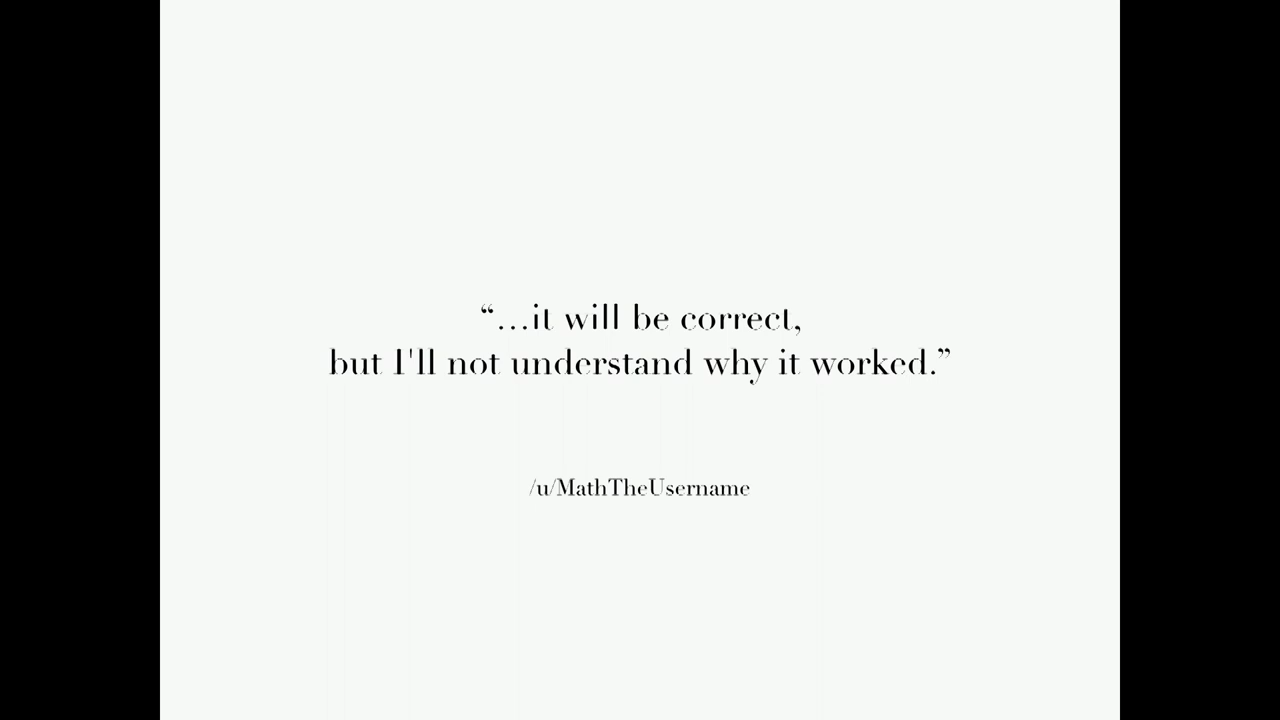 “...it will be correct,
but I'll not understand why it worked.”
/u/MathTheUsername